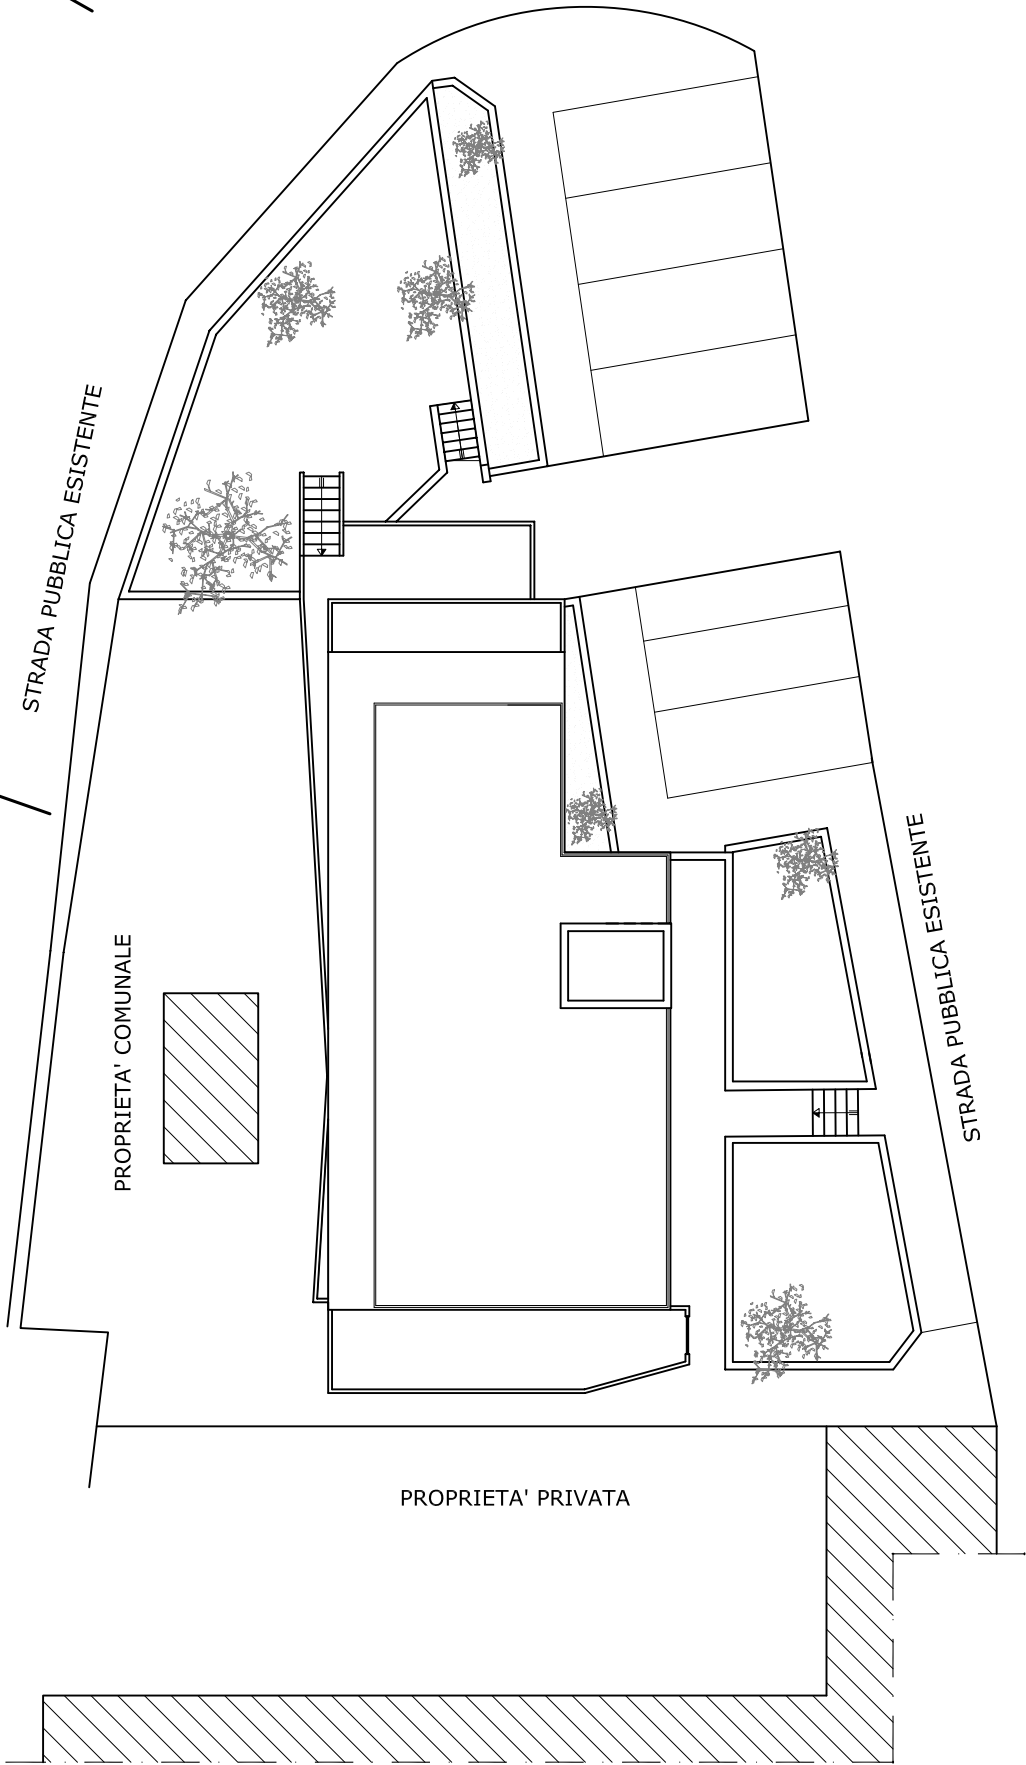 STRADA PUBBLICA ESISTENTE
STRADA PUBBLICA ESISTENTE
PROPRIETA' COMUNALE
PROPRIETA' PRIVATA